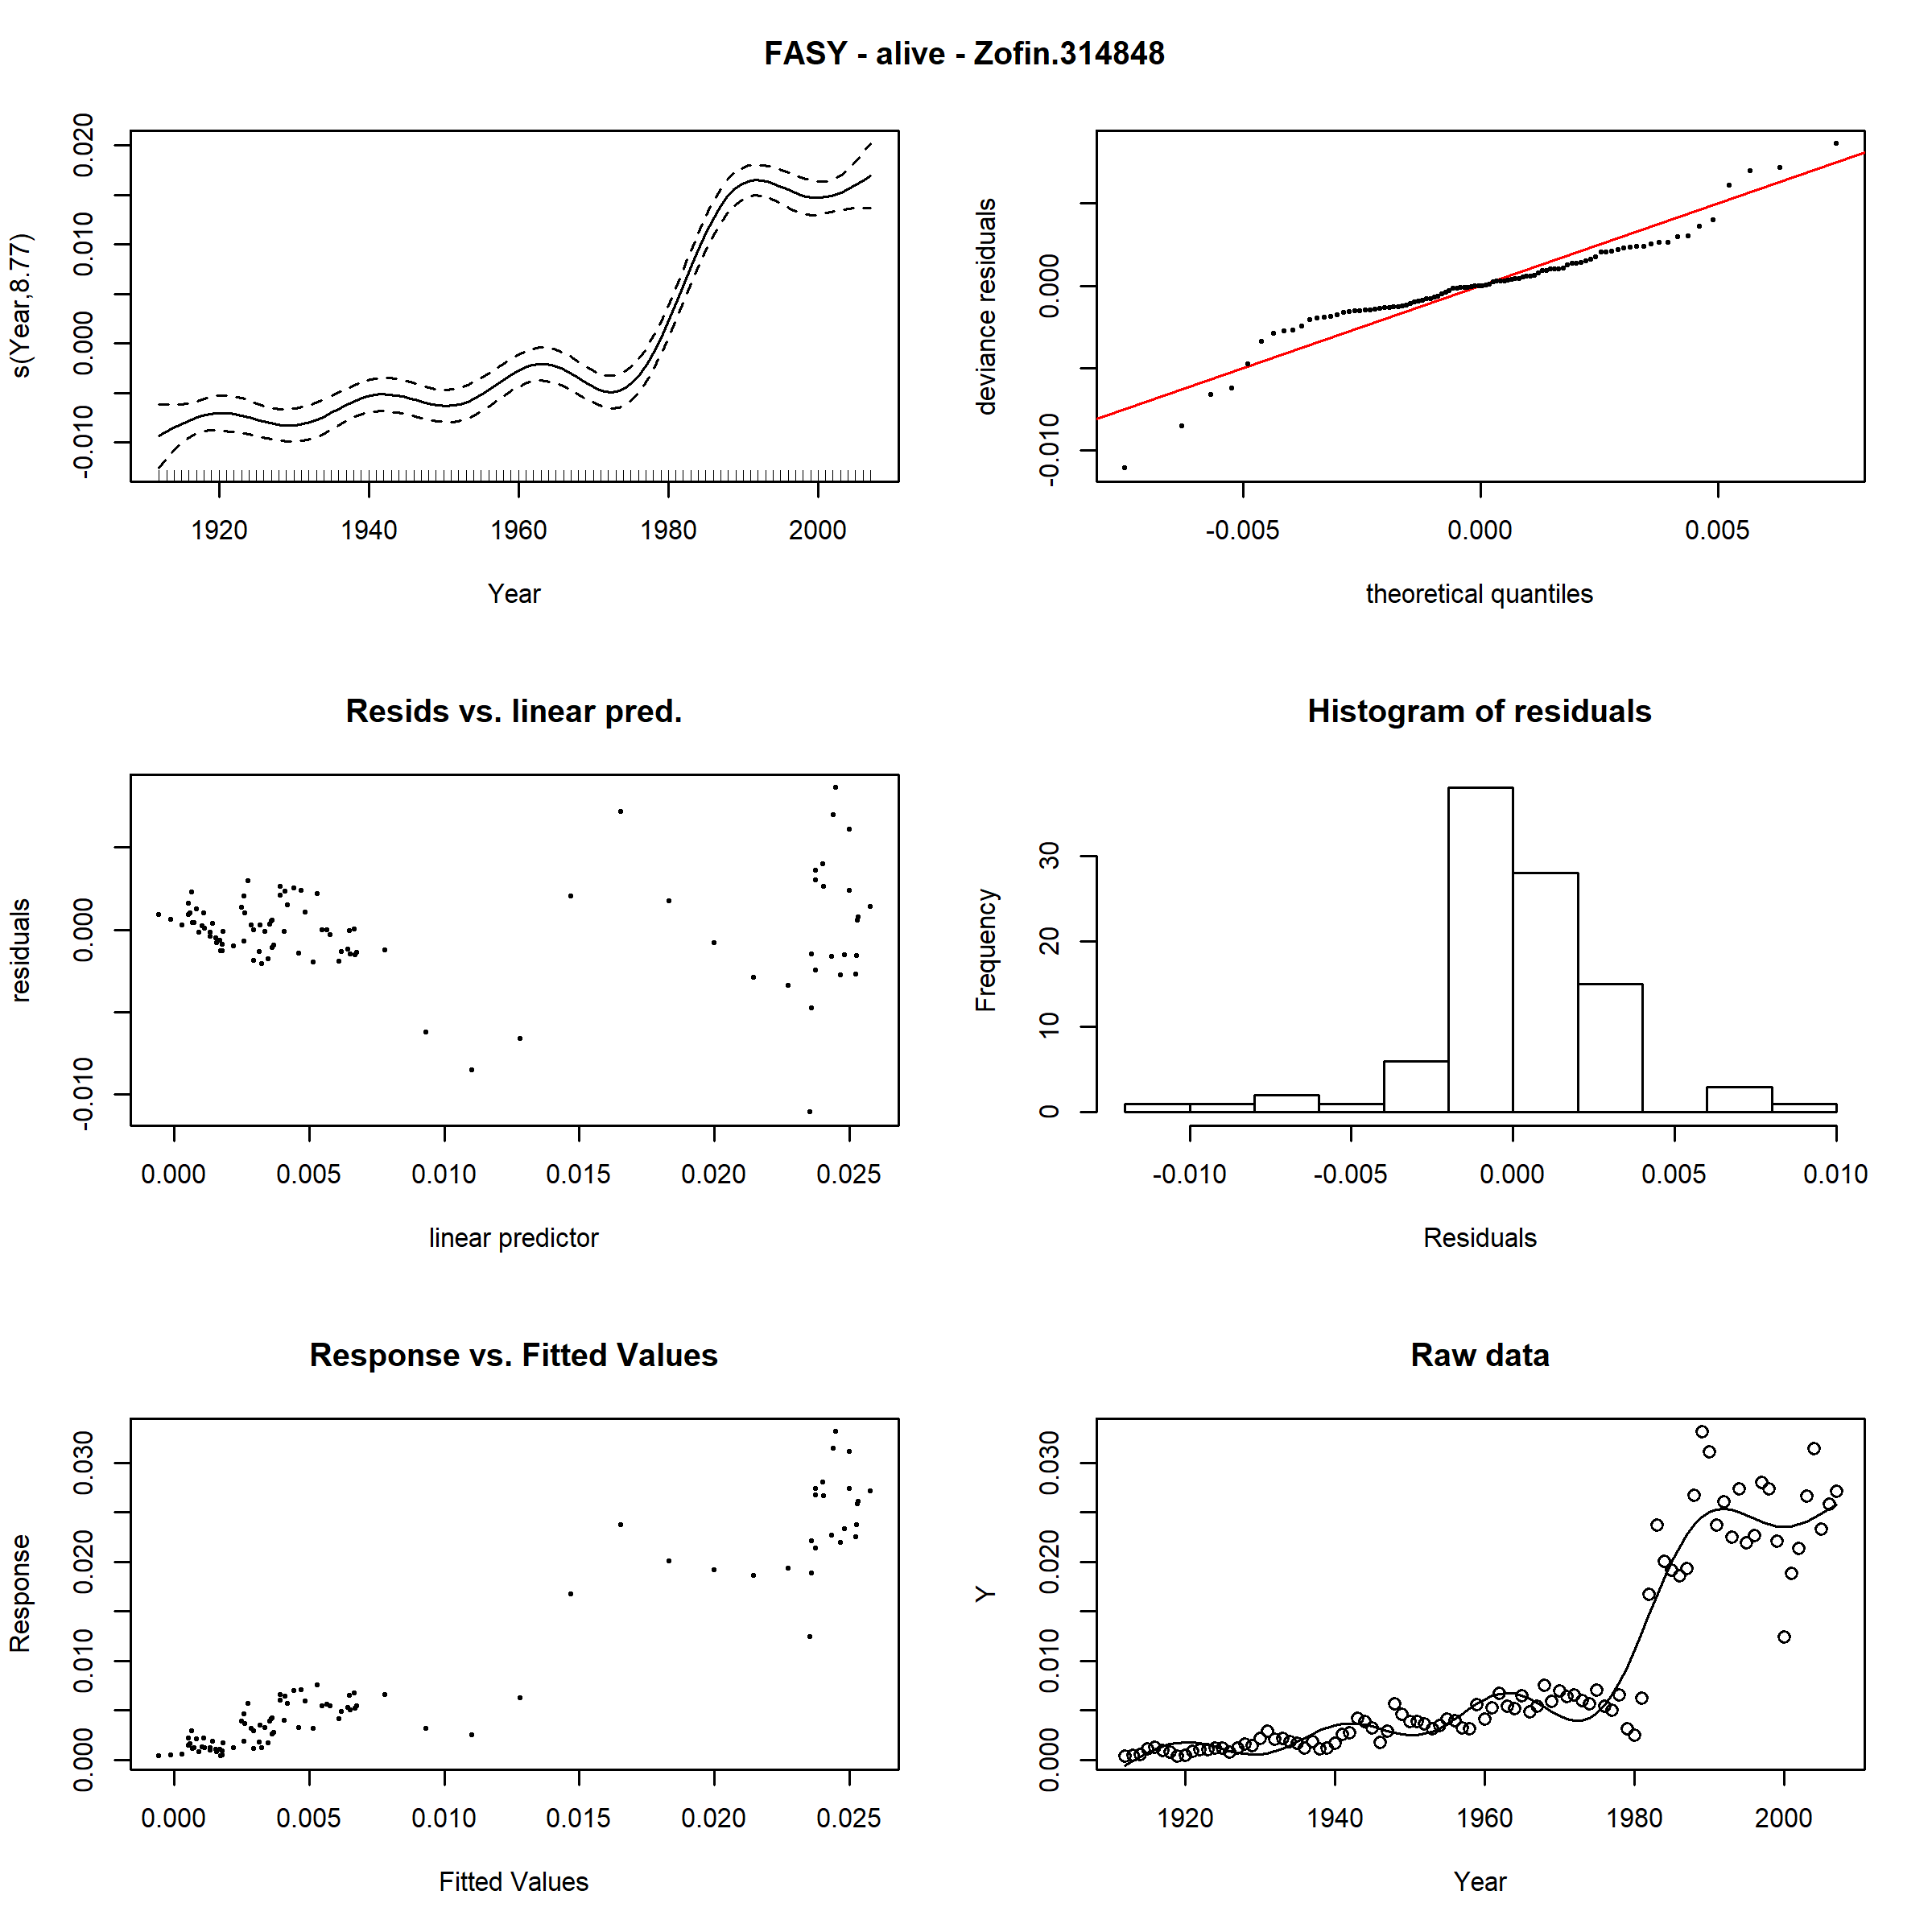 FASY - alive - Zofin.314848
s(Year,8.77)
-0.010 0.000 0.010 0.020
1920 1940 1960 1980 2000
Year
deviance residuals
-0.010 0.000
-0.005 0.000 0.005
theoretical quantiles
Resids vs. linear pred.
residuals
-0.010 0.000
0.000 0.005 0.010 0.015 0.020 0.025
linear predictor
Histogram of residuals
Frequency
0 10 20 30
-0.010 -0.005 0.000 0.005 0.010
Residuals
Response vs. Fitted Values
Response
0.000 0.010 0.020 0.030
0.000 0.005 0.010 0.015 0.020 0.025
Fitted Values
Raw data
Y
0.000 0.010 0.020 0.030
1920 1940 1960 1980 2000
Year